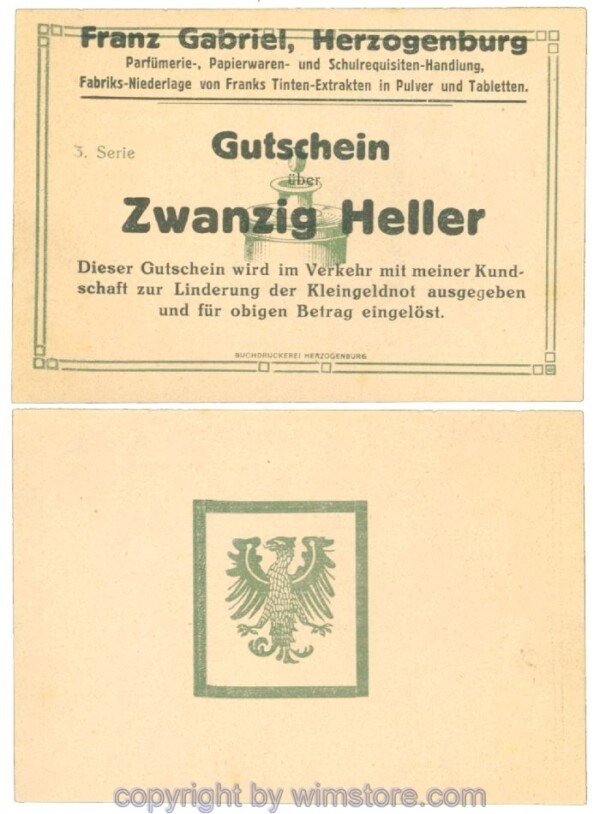 Franz Gabriel, Herzogenburg
Parfümerie-, Papierwaren- und Schulrequisiten-Handlung,
Fabriks-Niederlage von Franks Tinten-Extrakten in Pulver und Tabletten.
3. Serie
Gutschein
über
Zwanzig Heller
Dieser Gutschein wird im Verkehr mit meiner Kund-
schaft zur Linderung der Kleingeldnot ausgegeben
und für obigen Betrag eingelöst.
BUCHDRUCKEREI HERZOGENBURG
copyright by wimstore.com